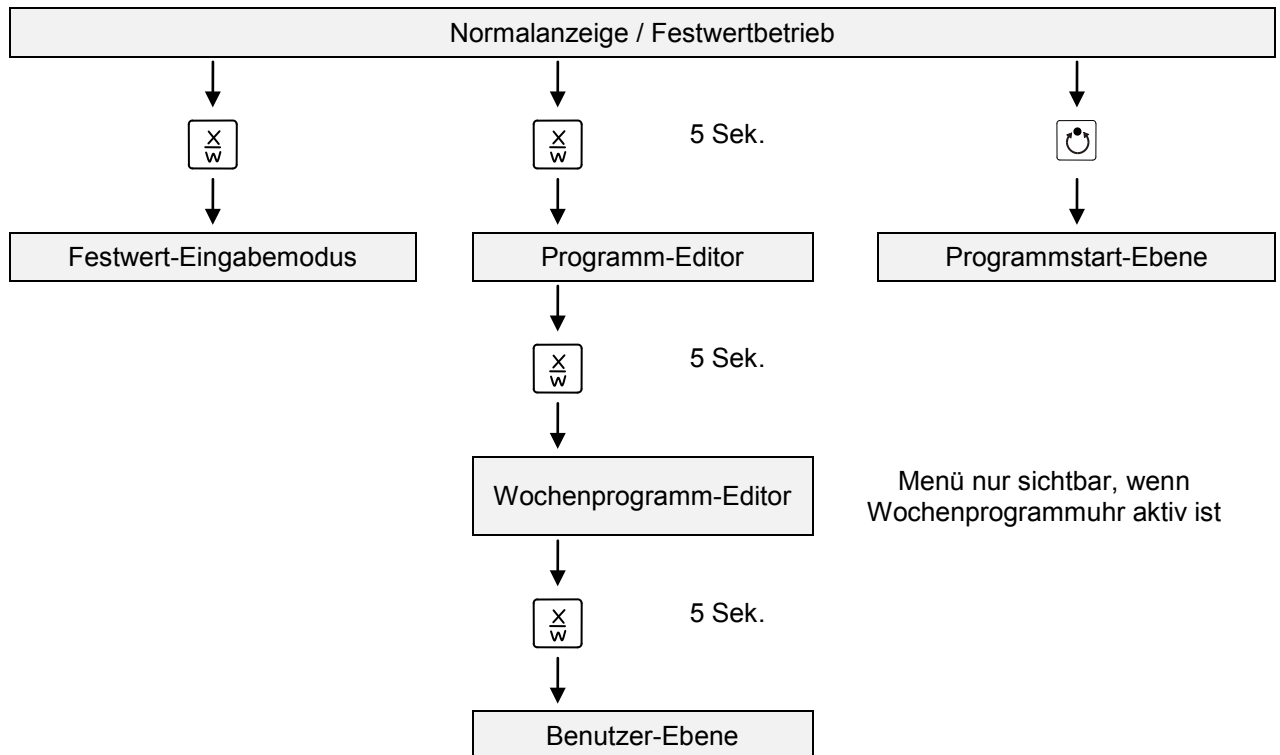 Normalanzeige / Festwertbetrieb
X
W
X
W
5 Sek.
Festwert-Eingabemodus
Programm-Editor
Programmstart-Ebene
X
W
5 Sek.
Wochenprogramm-Editor
Menü nur sichtbar, wenn
Wochenprogrammuhr aktiv ist
X
W
5 Sek.
Benutzer-Ebene